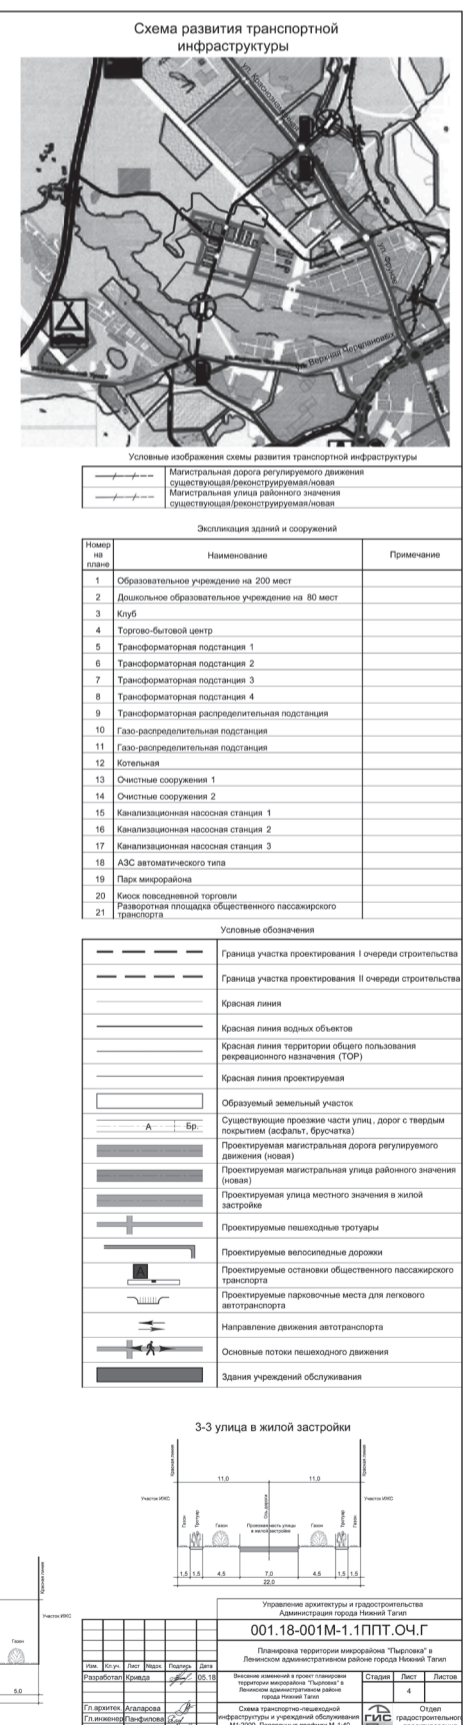 Схема развития транспортной
инфраструктуры
ул. Краснознаменная
ул. Фрунзе
ул. Верхняя Черепанова
Условные изображения схемы развития транспортной инфраструктуры
Магистральная дорога регулируемого движения
существующая/реконструируемая/новая
Магистральная улица районного значения
существующая/реконструируемая/новая
Экспликация зданий и сооружений
Номер на плане Наименование Примечание
1 Образовательное учреждение на 200 мест
2 Дошкольное образовательное учреждение на 80 мест
3 Клуб
4 Торгово-бытовой центр
5 Трансформаторная подстанция 1
6 Трансформаторная подстанция 2
7 Трансформаторная подстанция 3
8 Трансформаторная подстанция 4
9 Трансформаторная распределительная подстанция
10 Газо-распределительная подстанция
11 Газо-распределительная подстанция
12 Котельная
13 Очистные сооружения 1
14 Очистные сооружения 2
15 Канализационная насосная станция 1
16 Канализационная насосная станция 2
17 Канализационная насосная станция 3
18 АЗС автоматического типа
19 Парк микрорайона
20 Киоск повседневной торговли
21 Разворотная площадка общественного пассажирского
транспорта
Условные обозначения
Граница участка проектирования I очереди строительства
Граница участка проектирования II очереди строительства
Красная линия
Красная линия водных объектов
Красная линия территории общего пользования
рекреационного назначения (ТОР)
Красная линия проектируемая
Образуемый земельный участок
А Бр. Существующие проезжие части улиц, дорог с твердым
покрытием (асфальт, брусчатка)
Проектируемая магистральная дорога регулируемого
движения (новая)
Проектируемая магистральная улица районного значения
(новая)
Проектируемая улица местного значения в жилой
застройке
Проектируемые пешеходные тротуары
Проектируемые велосипедные дорожки
А Проектируемые остановки общественного пассажирского
транспорта
Проектируемые парковочные места для легкового
автотранспорта
Направление движения автотранспорта
Основные потоки пешеходного движения
Здания учреждений обслуживания
3-3 улица в жилой застройки
Красная линия Красная линия
11,0 11,0
Участок ИЖС Ось дороги Участок ИЖС
Газон Тротуар Газон Проезжая часть улицы
в жилой застройке Газон Тротуар Газон
1,5 1,5 4,5 7,0 4,5 1,5 1,5
22,0
Красная линия
Участок ИЖС
Газон
5,0
Управление архитектуры и градостроительства
Администрация города Нижний Тагил
001.18-001М-1.1ППТ.ОЧ.Г
Планировка территории микрорайона "Пырловка" в
Ленинском административном районе города Нижний Тагил
Изм. Кл.уч. Лист №док. Подпись Дата
Разработал Кривда 05.18
Внесение изменений в проект планировки
территории микрорайона "Пырловка" в
Ленинском административном районе
города Нижний Тагил
Стадия Лист Листов
4
Гл.архитек. Агаларова
Гл.инженер Панфилова
Схема транспортно-пешеходной
инфраструктуры и учреждений обслуживания
ГИС
Отдел
градостроительного